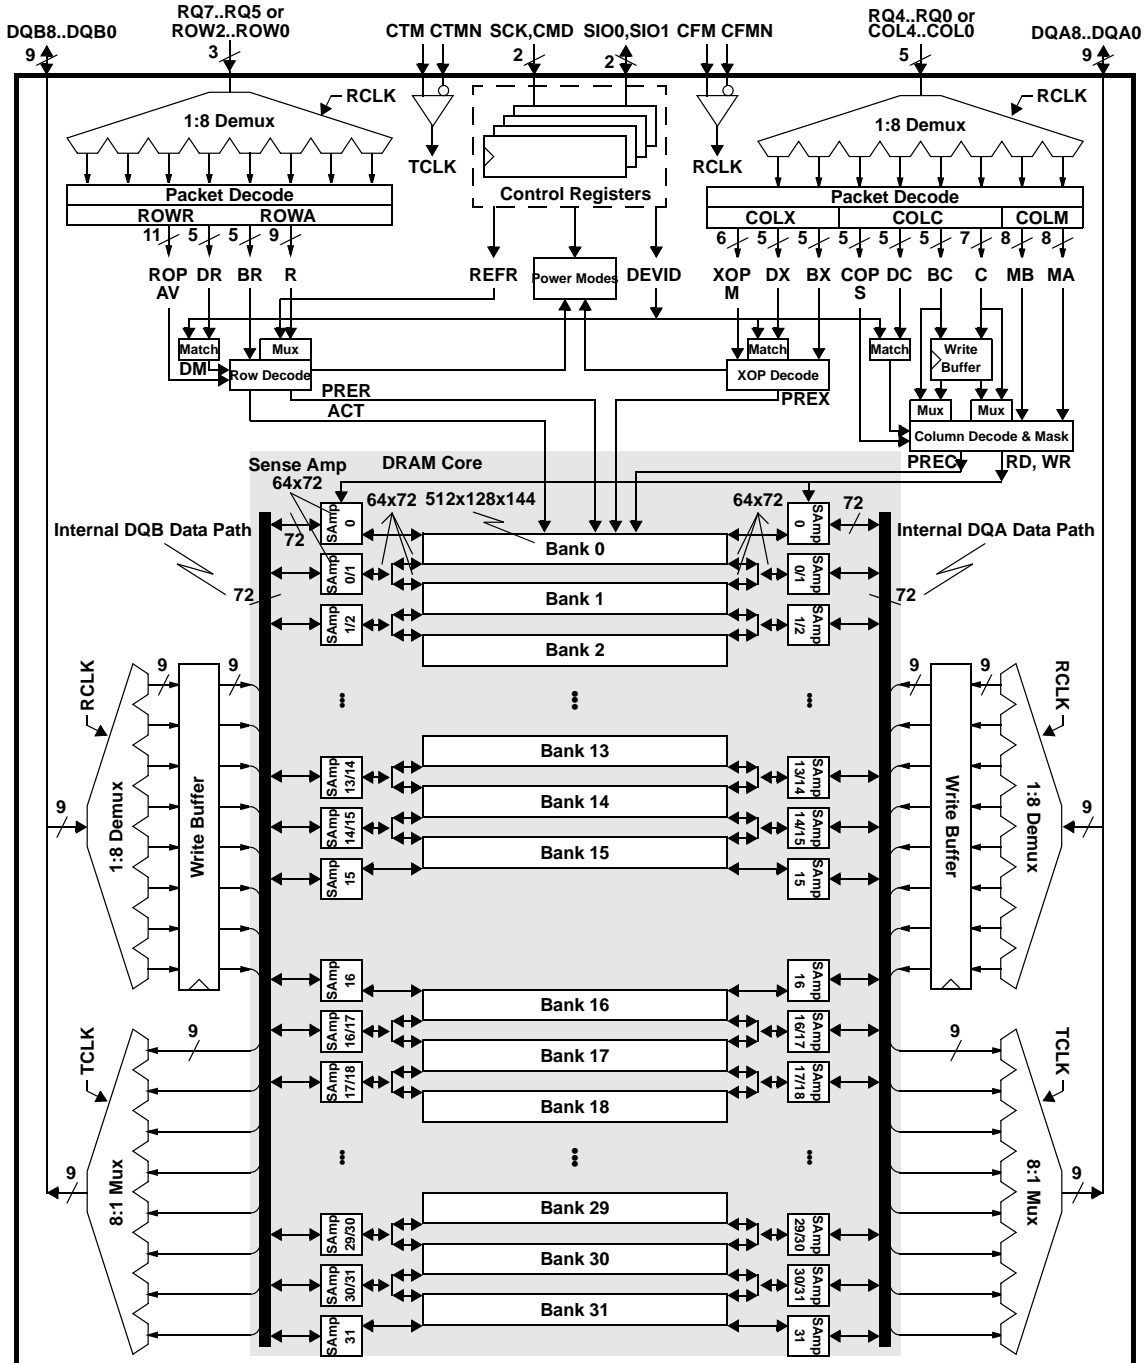 DQB8..DQB0
RQ7..RQ5 or
ROW2..ROW0
CTM CTMN
SCK,CMD
SIO0,SIO1
CFM CFMN
RQ4..RQ0 or
COL4..COL0
DQA8..DQA0
9
3
2
2
5
9
RCLK
1:8 Demux
TCLK
Control Registers
RCLK
RCLK
1:8 Demux
Packet Decode
ROWR ROWA
Packet Decode
COLX COLC COLM
11 5 5 9
6 5 5 5 5 5 7 8 8
ROP
AV
DR
BR
R
REFR
Power Modes
DEVID
XOP
M
DX
BX
COP
S
DC
BC
C
MB
MA
Match
DM
Mux
Row Decode
Match
XOP Decode
Match
Write
Buffer
Mux
Mux
Column Decode & Mask
PRER
ACT
PREX
PREC
RD, WR
Sense Amp
64x72
DRAM Core
64x72
512x128x144
64x72
Internal DQB Data Path
72
72
Internal DQA Data Path
72
72
SAmp
0
Bank 0
SAmp
0
SAmp
0/1
SAmp
0/1
Bank 1
SAmp
1/2
SAmp
1/2
Bank 2
RCLK
9
9
9
9
RCLK
Bank 13
SAmp
13/14
SAmp
13/14
Bank 14
SAmp
14/15
SAmp
14/15
Bank 15
SAmp
15
SAmp
15
9
1:8 Demux
Write Buffer
Write Buffer
1:8 Demux
9
SAmp
16
SAmp
16
Bank 16
SAmp
16/17
SAmp
16/17
Bank 17
SAmp
17/18
SAmp
17/18
Bank 18
TCLK
9
9
TCLK
9
8:1 Mux
8:1 Mux
9
Bank 29
SAmp
29/30
SAmp
29/30
Bank 30
SAmp
30/31
SAmp
30/31
Bank 31
SAmp
31
SAmp
31